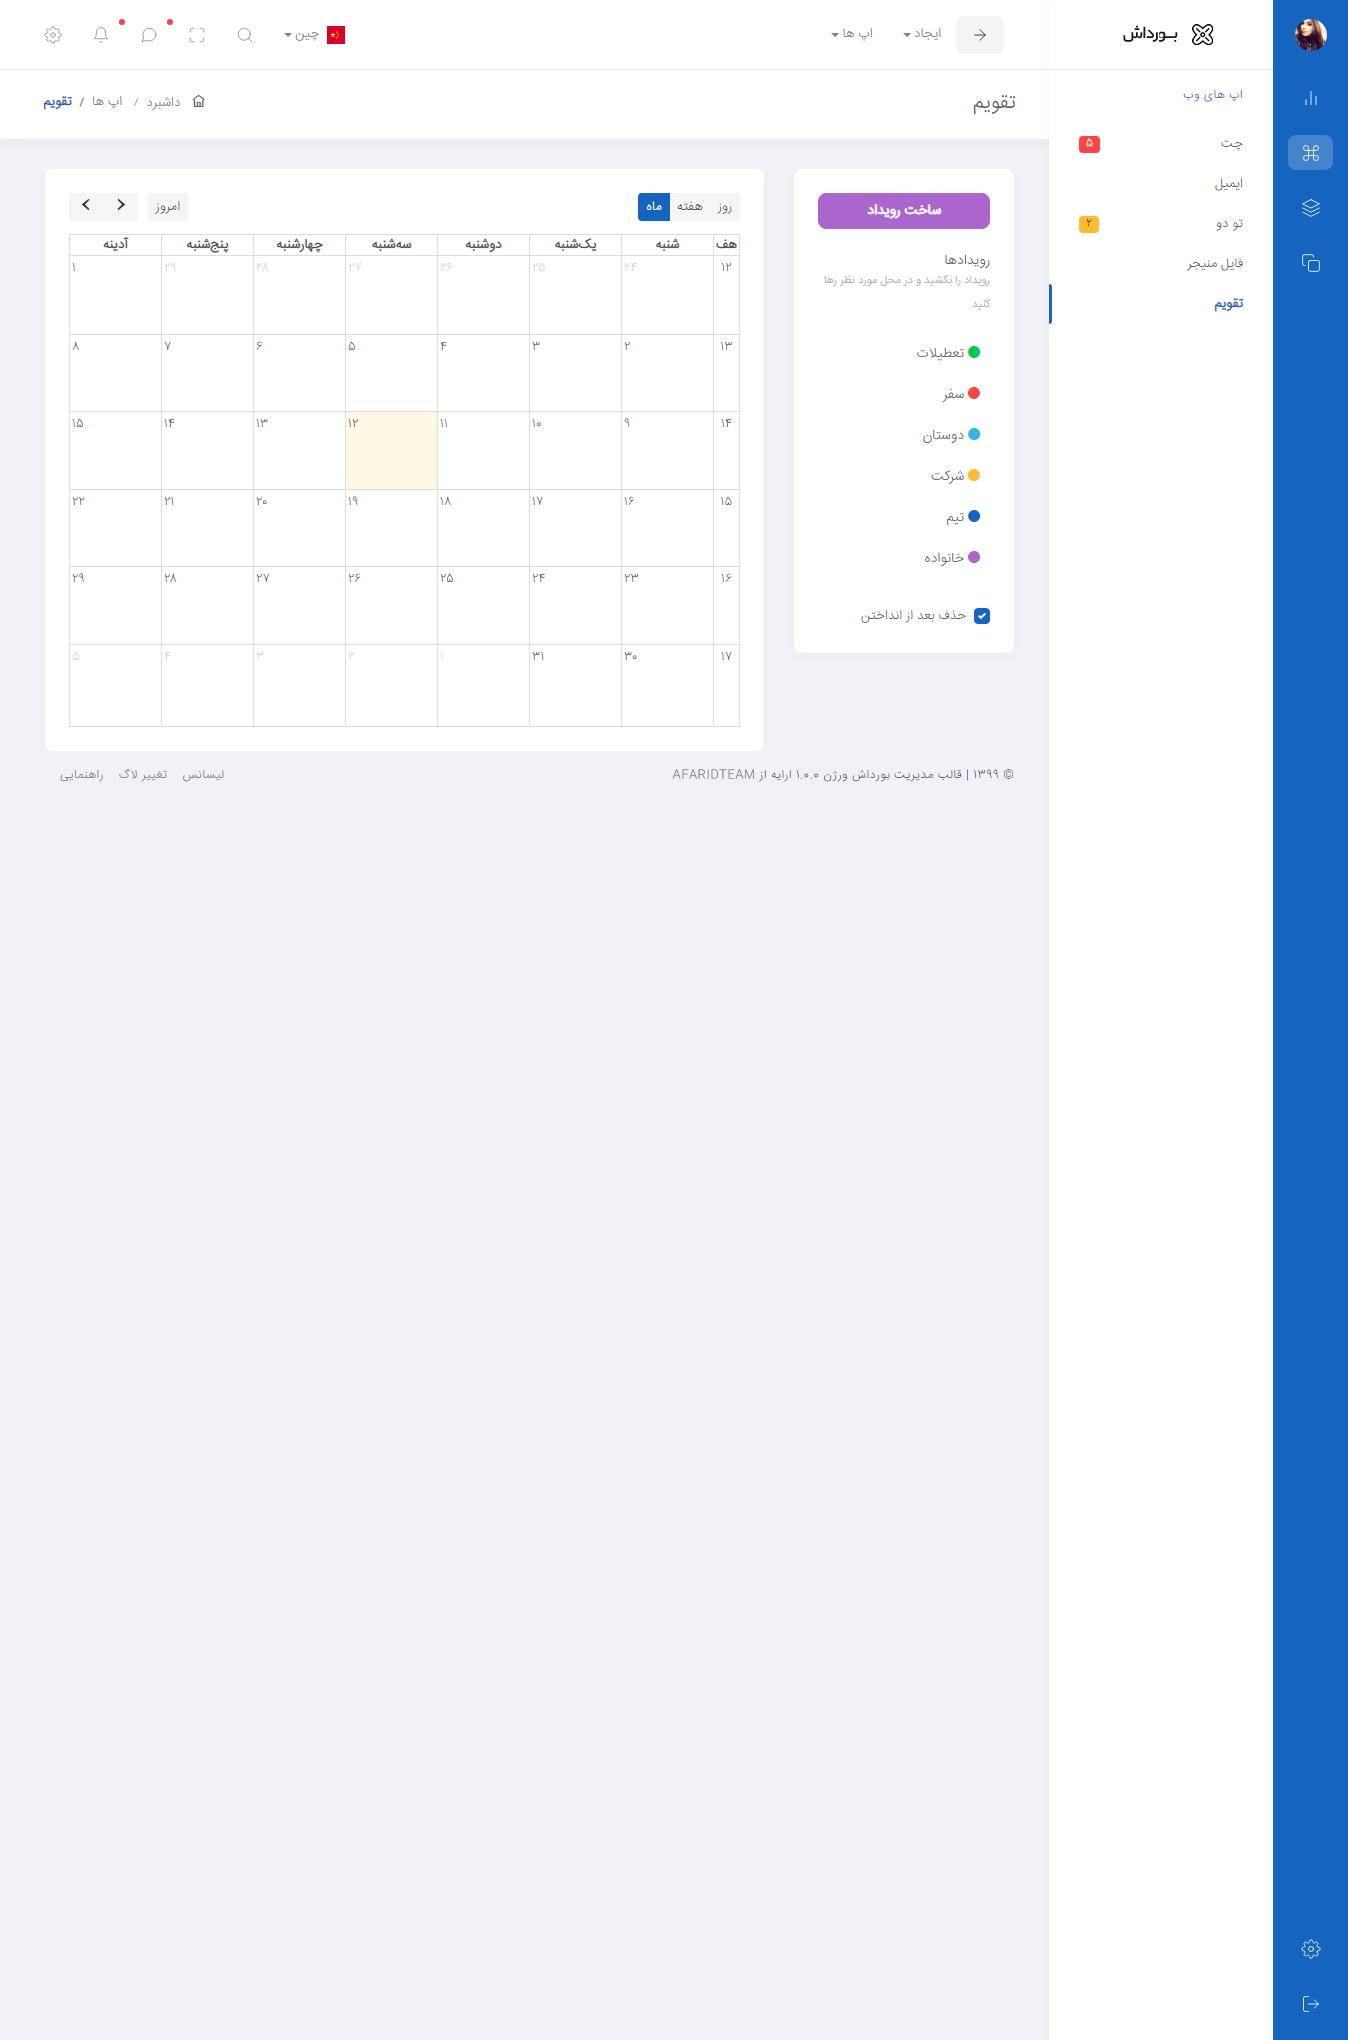 بـورداش
ایجاد
اپ ها
چین
اپ های وب
چت
۵
ایمیل
تو دو
۲
فایل منیجر
تقویم
تقویم
داشبرد / اپ ها / تقویم
ساخت رویداد
رویدادها
رویداد را بکشید و در محل مورد نظر رها
کنید
تعطیلات
سفر
دوستان
شرکت
تیم
خانواده
حذف بعد از انداختن
روز هفته ماه
امروز
هف شنبه یک‌شنبه دوشنبه سه‌شنبه چهارشنبه پنج‌شنبه آدینه
۱۲ ۲۴ ۲۵ ۲۶ ۲۷ ۲۸ ۲۹ ۱
۱۳ ۲ ۳ ۴ ۵ ۶ ۷ ۸
۱۴ ۹ ۱۰ ۱۱ ۱۲ ۱۳ ۱۴ ۱۵
۱۵ ۱۶ ۱۷ ۱۸ ۱۹ ۲۰ ۲۱ ۲۲
۱۶ ۲۳ ۲۴ ۲۵ ۲۶ ۲۷ ۲۸ ۲۹
۱۷ ۳۰ ۳۱ ۱ ۲ ۳ ۴ ۵
© ۱۳۹۹ | قالب مدیریت بورداش ورژن ۱.۰.۰ ارایه از AFARIDTEAM
لیسانس تغییر لاگ راهنمایی